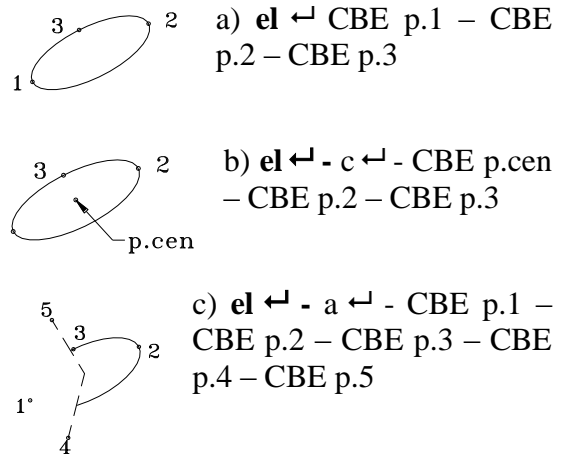 3 2
1
a) el ↵ CBE p.1 – CBE
p.2 – CBE p.3
3 2
p.cen
b) el ↵ - c ↵ - CBE p.cen
– CBE p.2 – CBE p.3
5
3
2
1
4
c) el ↵ - a ↵ - CBE p.1 –
CBE p.2 – CBE p.3 – CBE
p.4 – CBE p.5